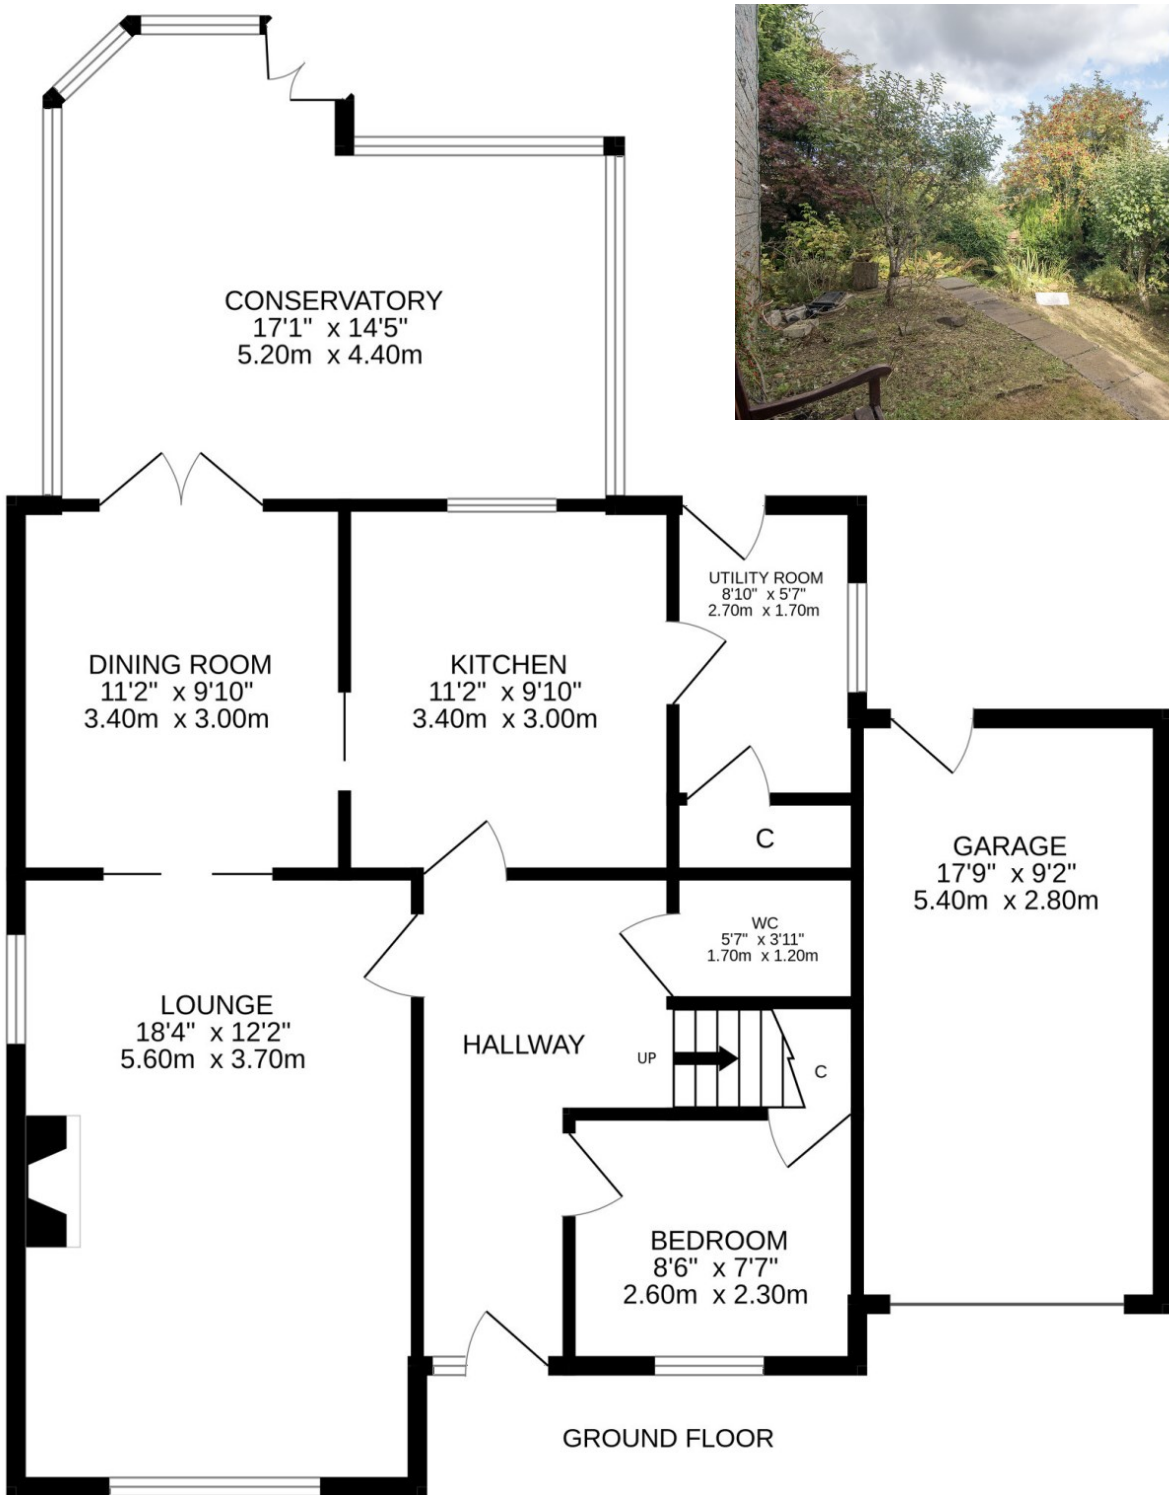 CONSERVATORY
17'1" x 14'5"
5.20m x 4.40m
UTILITY ROOM
8'10" x 5'7"
2.70m x 1.70m
DINING ROOM
11'2" x 9'10"
3.40m x 3.00m
KITCHEN
11'2" x 9'10"
3.40m x 3.00m
C
GARAGE
17'9" x 9'2"
5.40m x 2.80m
WC
5'7" x 3'11"
1.70m x 1.20m
LOUNGE
18'4" x 12'2"
5.60m x 3.70m
HALLWAY
UP
C
BEDROOM
8'6" x 7'7"
2.60m x 2.30m
GROUND FLOOR